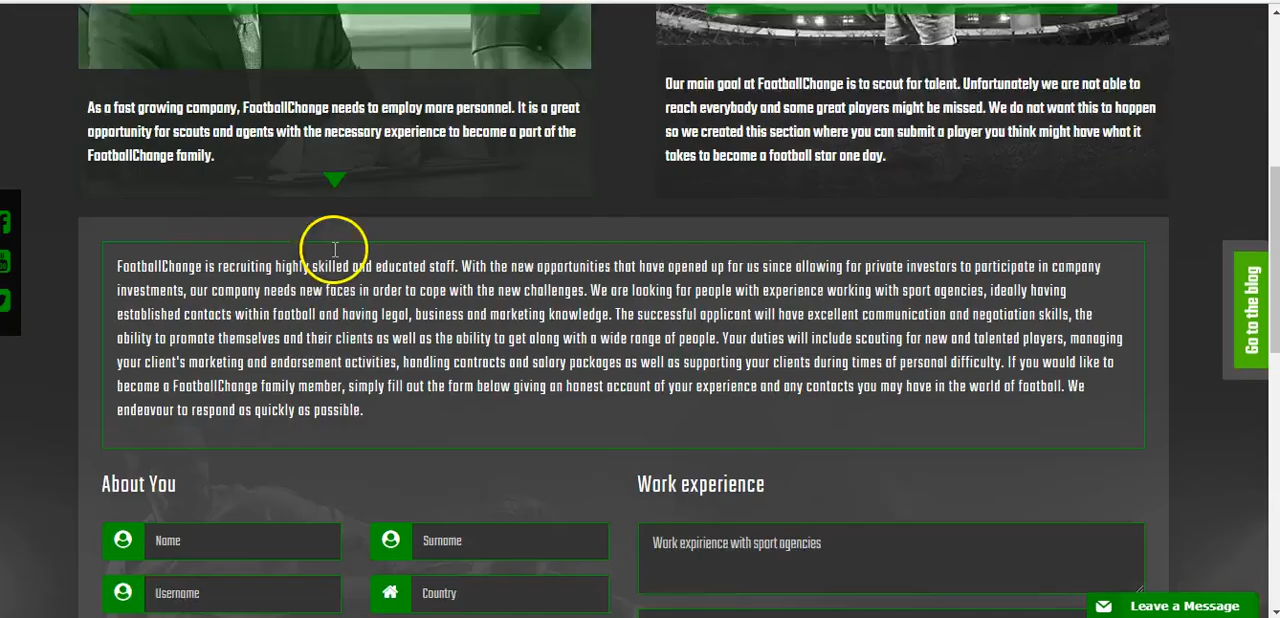 As a fast growing company, FootballChange needs to employ more personnel. It is a great
opportunity for scouts and agents with the necessary experience to become a part of the
FootballChange family.
Our main goal at FootballChange is to scout for talent. Unfortunately we are not able to
reach everybody and some great players might be missed. We do not want this to happen
so we created this section where you can submit a player you think might have what it
takes to become a football star one day.
FootballChange is recruiting highly skilled and educated staff. With the new opportunities that have opened up for us since allowing for private investors to participate in company
investments, our company needs new faces in order to cope with the new challenges. We are looking for people with experience working with sport agencies, ideally having
established contacts within football and having legal, business and marketing knowledge. The successful applicant will have excellent communication and negotiation skills, the
ability to promote themselves and their clients as well as the ability to get along with a wide range of people. Your duties will include scouting for new and talented players, managing
your client's marketing and endorsement activities, handling contracts and salary packages as well as supporting your clients during times of personal difficulty. If you would like to
become a FootballChange family member, simply fill out the form below giving an honest account of your experience and any contacts you may have in the world of football. We
endeavour to respond as quickly as possible.
About You
Name
Surname
Username
Country
Work experience
Work expirience with sport agencies
Go to the blog
Leave a Message